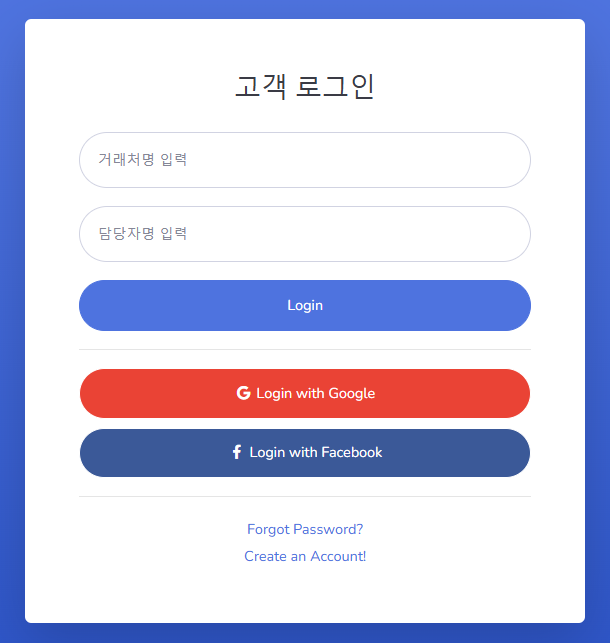 고객 로그인
거래처명 입력
담당자명 입력
Login
Login with Google
Login with Facebook
Forgot Password?
Create an Account!